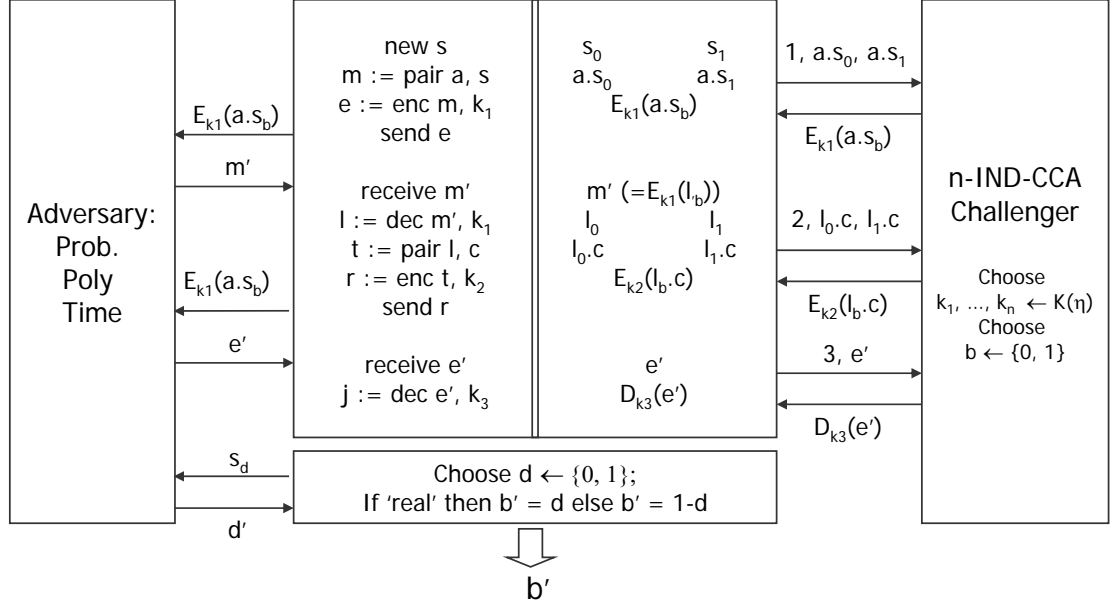 Adversary:
Prob.
Poly
Time
E_k1(a.s_b)
m'
E_k1(a.s_b)
e'
s_d
d'
new s
m := pair a, s
e := enc m, k_1
send e
receive m'
l := dec m', k_1
t := pair l, c
r := enc t, k_2
send r
receive e'
j := dec e', k_3
s_0 s_1
a.s_0 a.s_1
E_k1(a.s_b)
m' (=E_k1(l'_b))
l_0 l_1
l_0.c l_1.c
E_k2(l_b.c)
e'
D_k3(e')
1, a.s_0, a.s_1
E_k1(a.s_b)
2, l_0.c, l_1.c
E_k2(l_b.c)
3, e'
D_k3(e')
n-IND-CCA
Challenger
Choose
k_1, ..., k_n ← K(η)
Choose
b ← {0, 1}
Choose d ← {0, 1};
If 'real' then b' = d else b' = 1-d
b'